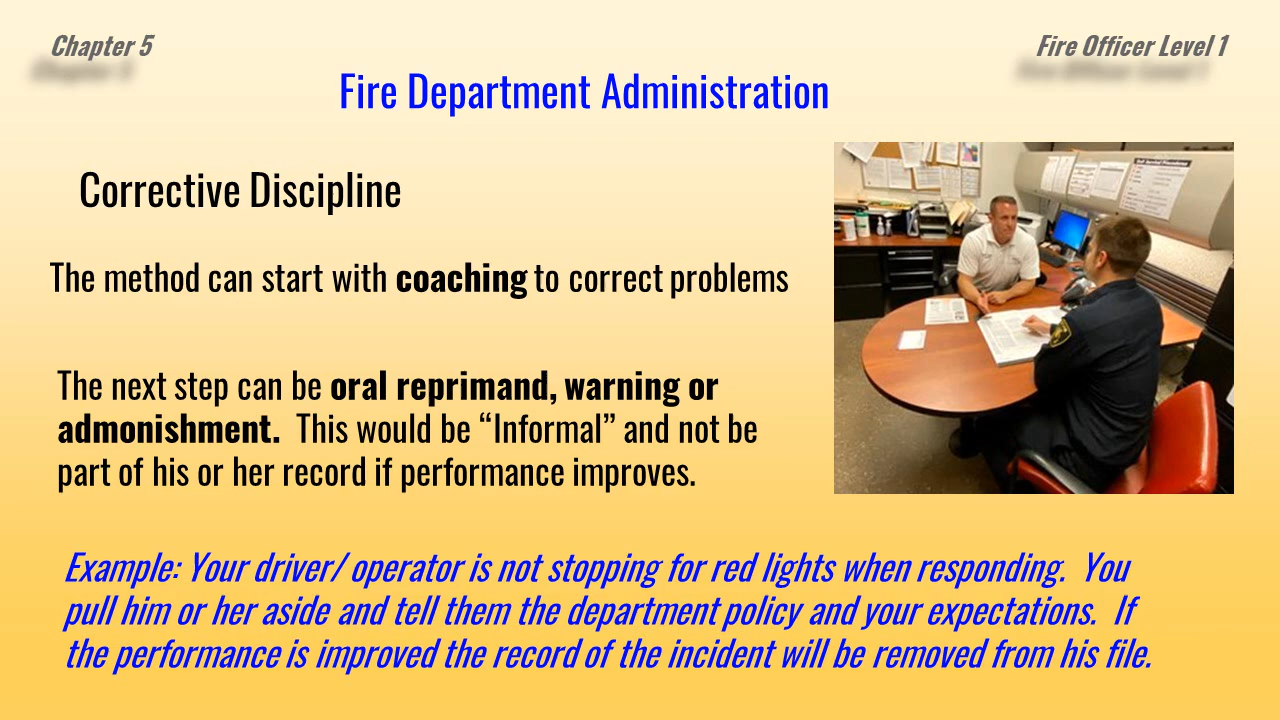 Chapter 5
Fire Officer Level 1
Fire Department Administration
Corrective Discipline
The method can start with coaching to correct problems
The next step can be oral reprimand, warning or
admonishment.  This would be “Informal” and not be
part of his or her record if performance improves.
Example: Your driver/ operator is not stopping for red lights when responding.  You
pull him or her aside and tell them the department policy and your expectations.  If
the performance is improved the record of the incident will be removed from his file.